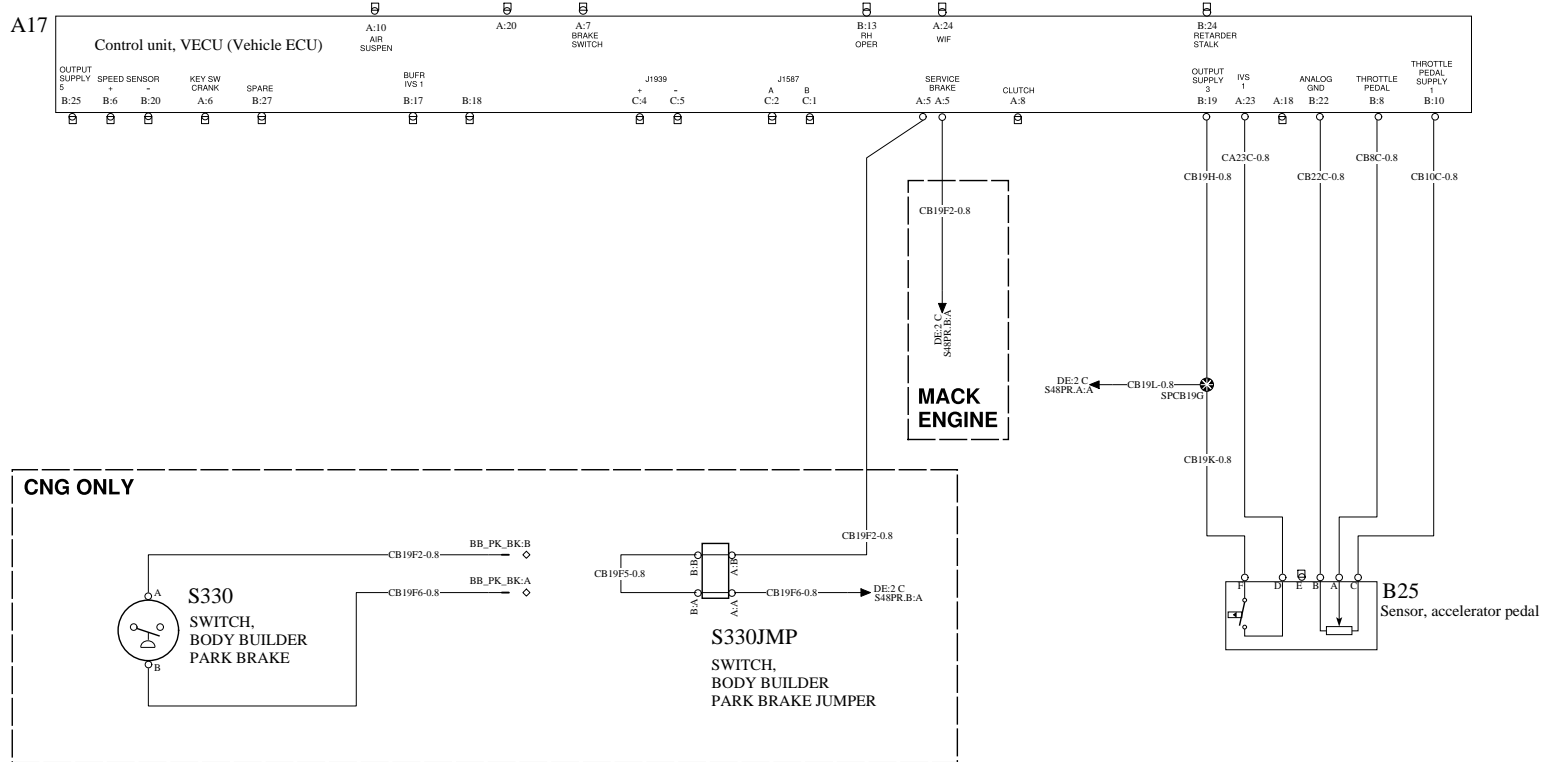 A17
A:10
AIR
SUSPEN
A:20
A:7
BRAKE
SWITCH
B:13
RH
OPER
A:24
WIF
B:24
RETARDER
STALK
Control unit, VECU (Vehicle ECU)
OUTPUT
SUPPLY
5
B:25
SPEED SENSOR
+
B:6
-
B:20
KEY SW
CRANK
A:6
SPARE
B:27
BUFR
IVS 1
B:17
B:18
J1939
+
C:4
-
C:5
J1587
A
C:2
B
C:1
SERVICE
BRAKE
A:5
A:5
CLUTCH
A:8
OUTPUT
SUPPLY
3
B:19
IVS
1
A:23
A:18
ANALOG
GND
B:22
THROTTLE
PEDAL
B:8
THROTTLE
PEDAL
SUPPLY
1
B:10
CA23C-0.8
CB8C-0.8
CB19H-0.8
CB22C-0.8
CB10C-0.8
CB19F2-0.8
DE:2 C
S48PR.B:A
MACK
ENGINE
DE:2 C
S48PR.A:A
CB19L-0.8
SPCB19G
CB19K-0.8
CNG ONLY
CB19F2-0.8
BB_PK_BK:B
CB19F6-0.8
BB_PK_BK:A
A
B
S330
SWITCH,
BODY BUILDER
PARK BRAKE
CB19F5-0.8
B:B
A:B
B:A
A:A
CB19F2-0.8
CB19F6-0.8
DE:2 C
S48PR.B:A
S330JMP
SWITCH,
BODY BUILDER
PARK BRAKE JUMPER
F
D
E
B
A
C
B25
Sensor, accelerator pedal